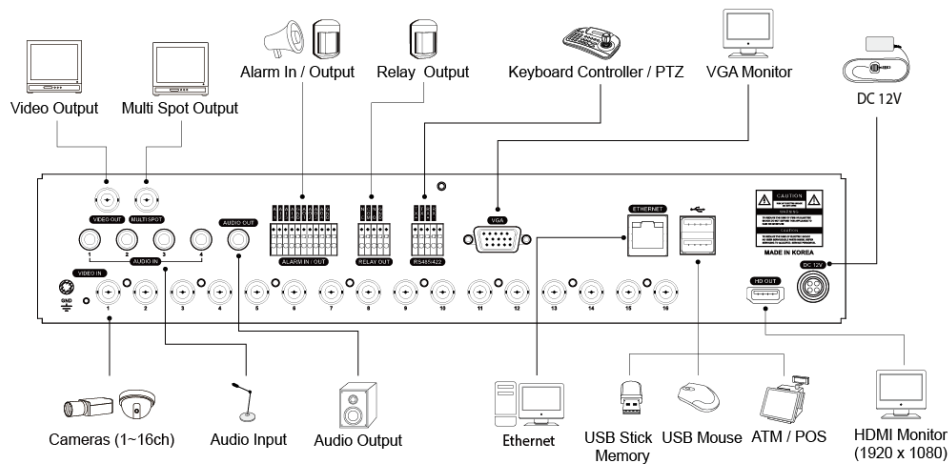 Alarm In / Output
Relay Output
Keyboard Controller / PTZ
VGA Monitor
DC 12V
Video Output
Multi Spot Output
VIDEO OUT
MULTI SPOT
AUDIO OUT
VGA
ETHERNET
CAUTION
WARNING
CAUTION
MADE IN KOREA
1 2 3 4
AUDIO IN
ALARM IN / OUT
RELAY OUT
RS485/422
DC 12V
VIDEO IN
HD OUT
GND
1 2 3 4 5 6 7 8 9 10 11 12 13 14 15 16
Cameras (1~16ch)
Audio Input
Audio Output
Ethernet
USB Stick
Memory
USB Mouse
ATM / POS
HDMI Monitor
(1920 x 1080)